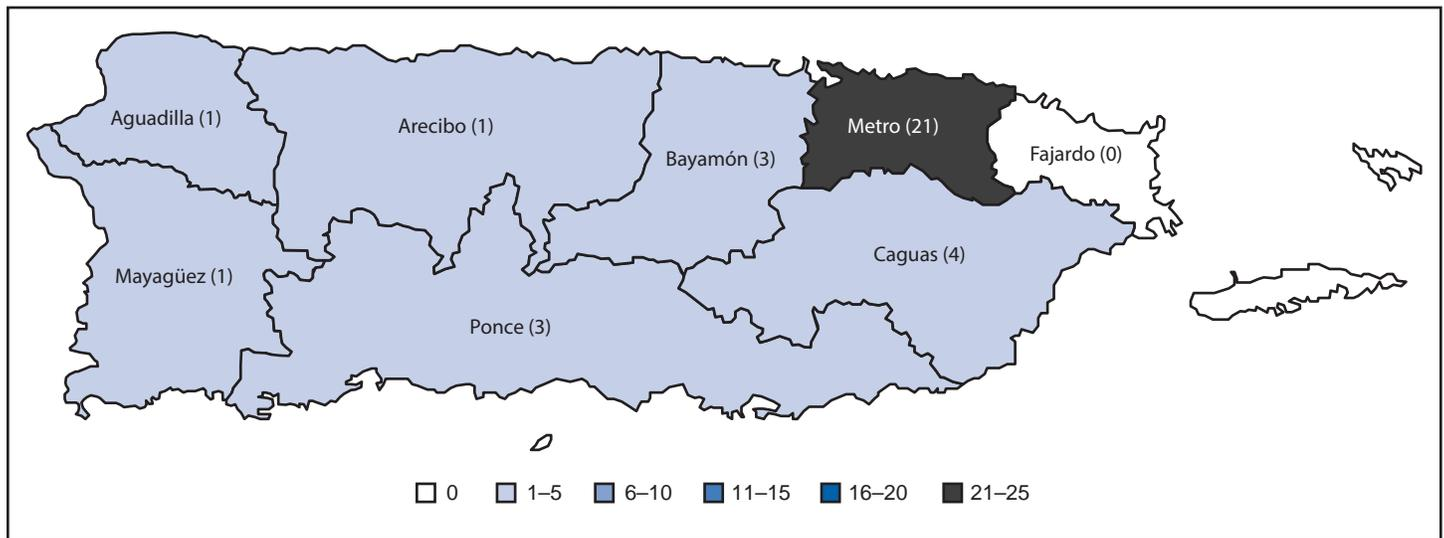 Aguadilla (1)
Arecibo (1)
Metro (21)
Bayamón (3)
Fajardo (0)
Caguas (4)
Mayagüez (1)
Ponce (3)
0 1–5 6–10 11–15 16–20 21–25